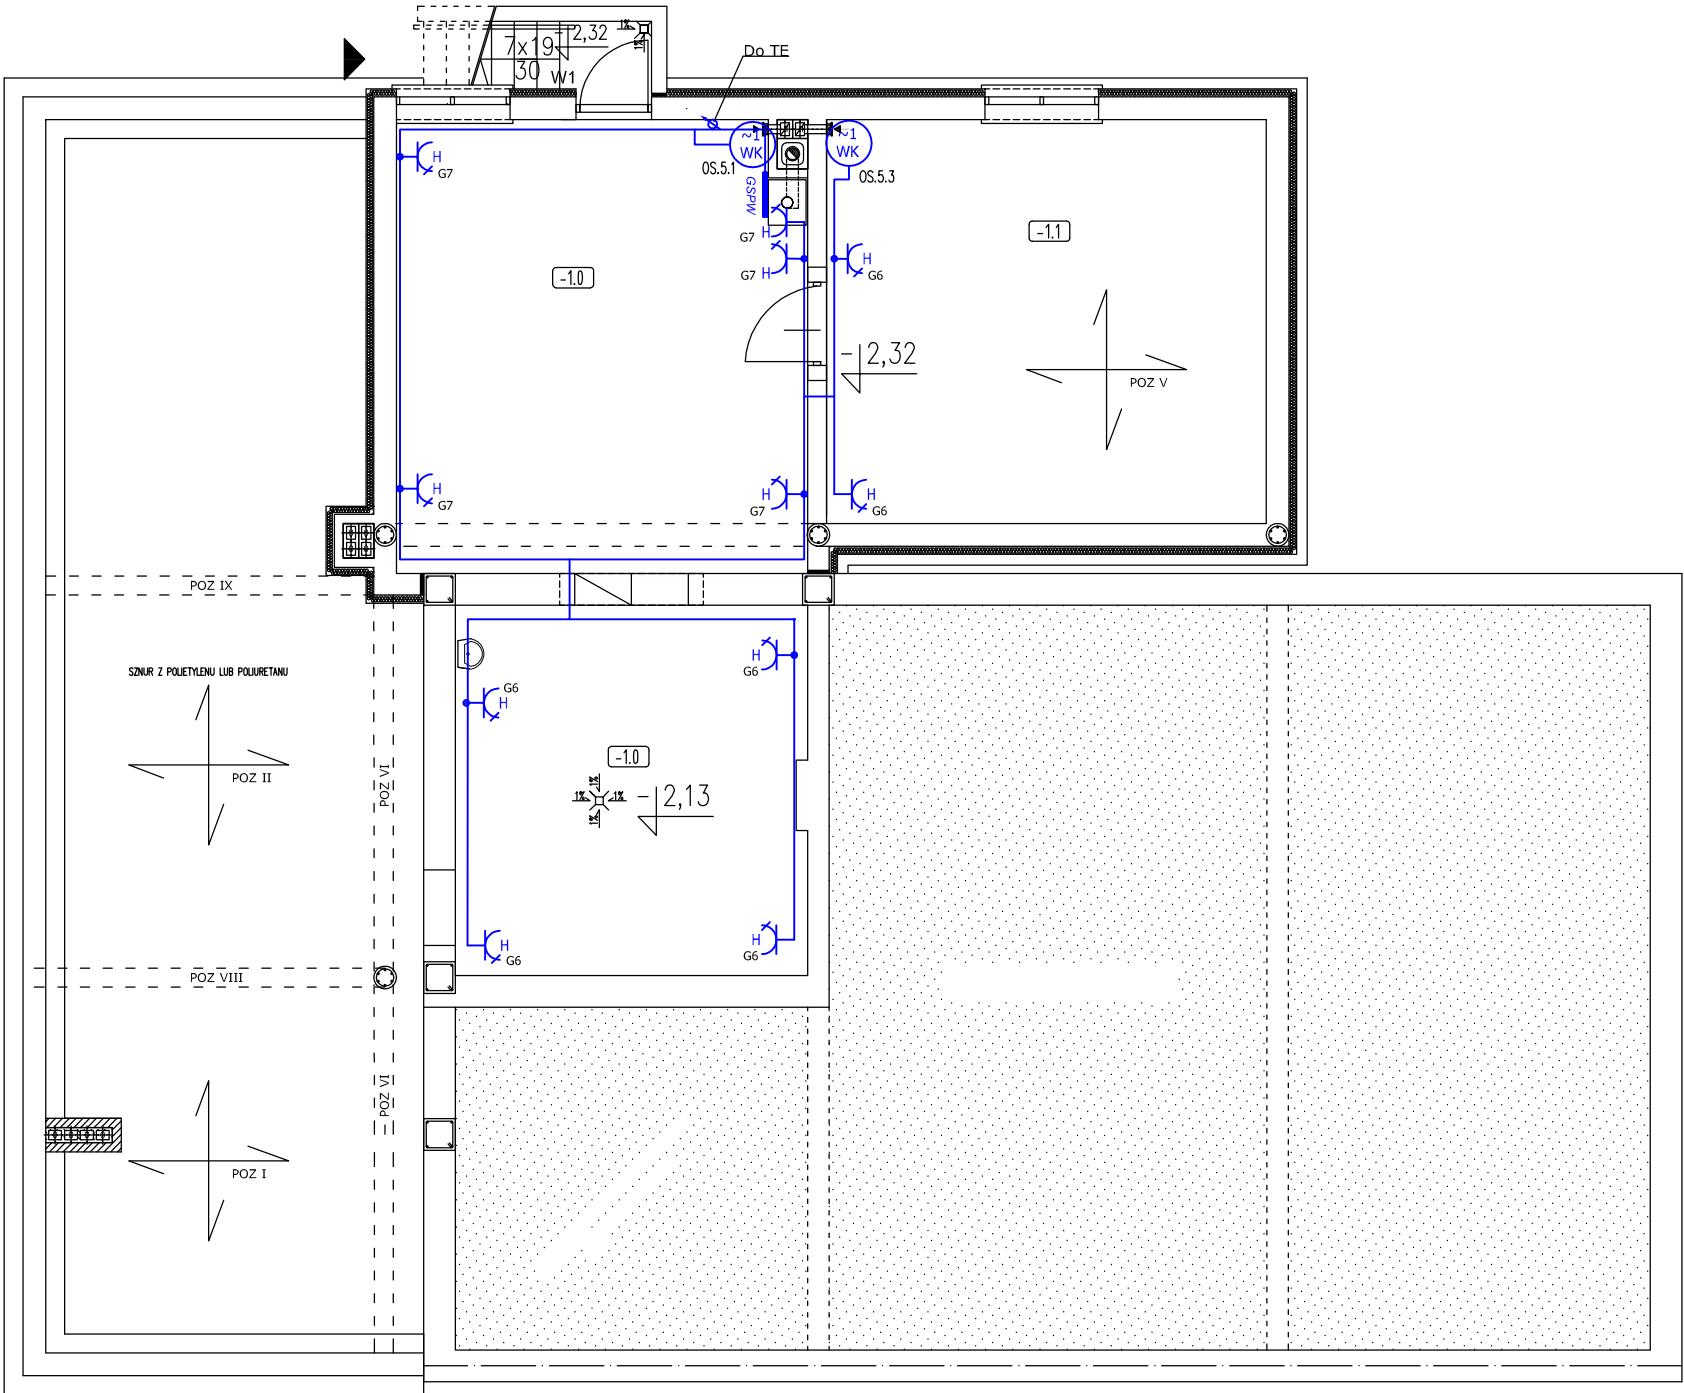 1%
1%
7x19
30
-2,32
W1
Do TE
~1
WK
~1
WK
OS.5.1
OS.5.3
GSPW
H
G7
H
G7
H
G7
H
G6
-1.0
-1.1
-2,32
POZ V
H
G7
H
G7
H
G6
POZ IX
SZNUR Z POLIETYLENU LUB POLIURETANU
H
G6
G6
H
POZ II
POZ VI
-1.0
1%
1%
1%
1%
-2,13
H
G6
H
G6
POZ VIII
POZ VI
POZ I